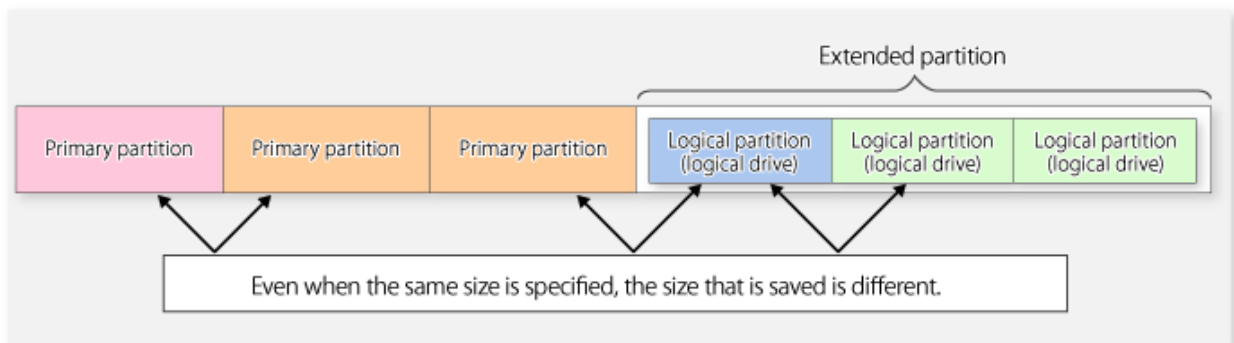 Extended partition
Primary partition
Primary partition
Primary partition
Logical partition
(logical drive)
Logical partition
(logical drive)
Logical partition
(logical drive)
Even when the same size is specified, the size that is saved is different.